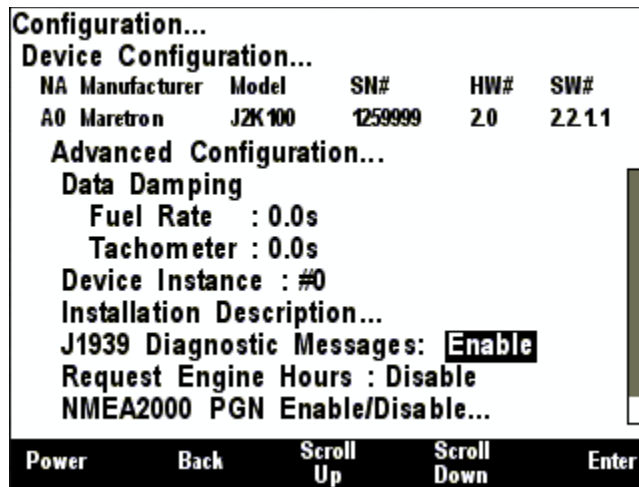 Configuration...
Device Configuration...
NA Manufacturer Model SN# HW# SW#
A0 Maretron J2K100 1259999 2.0 2.2.1.1
Advanced Configuration...
Data Damping
Fuel Rate : 0.0s
Tachometer : 0.0s
Device Instance : #0
Installation Description...
J1939 Diagnostic Messages: Enable
Request Engine Hours : Disable
NMEA2000 PGN Enable/Disable...
Power Back Scroll Up Scroll Down Enter